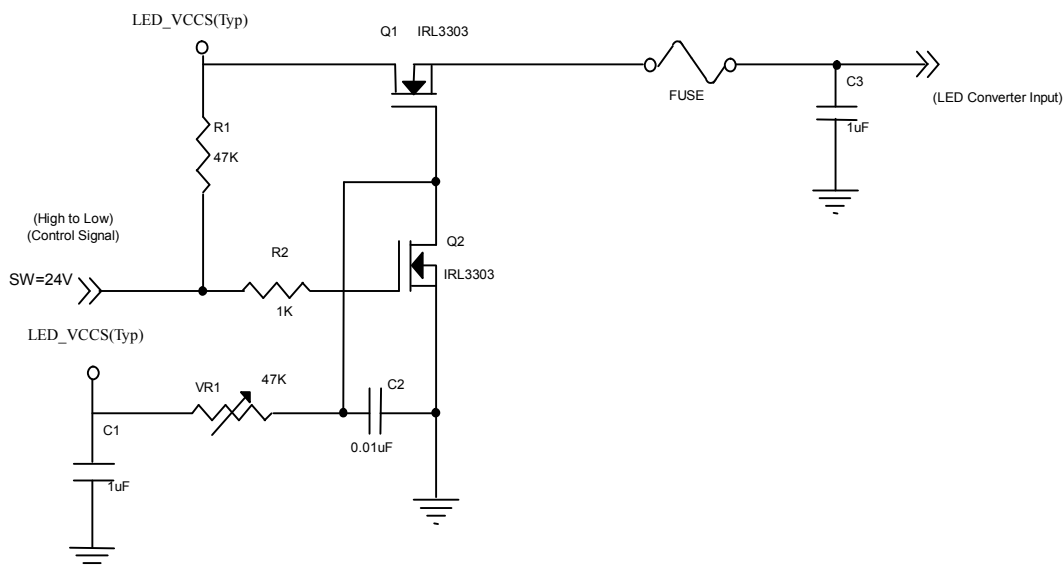 LED_VCCS(Typ)
Q1 IRL3303
FUSE
C3
1uF
(LED Converter Input)
R1
47K
(High to Low)
(Control Signal)
SW=24V
R2
1K
Q2
IRL3303
LED_VCCS(Typ)
VR1
47K
C2
0.01uF
C1
1uF